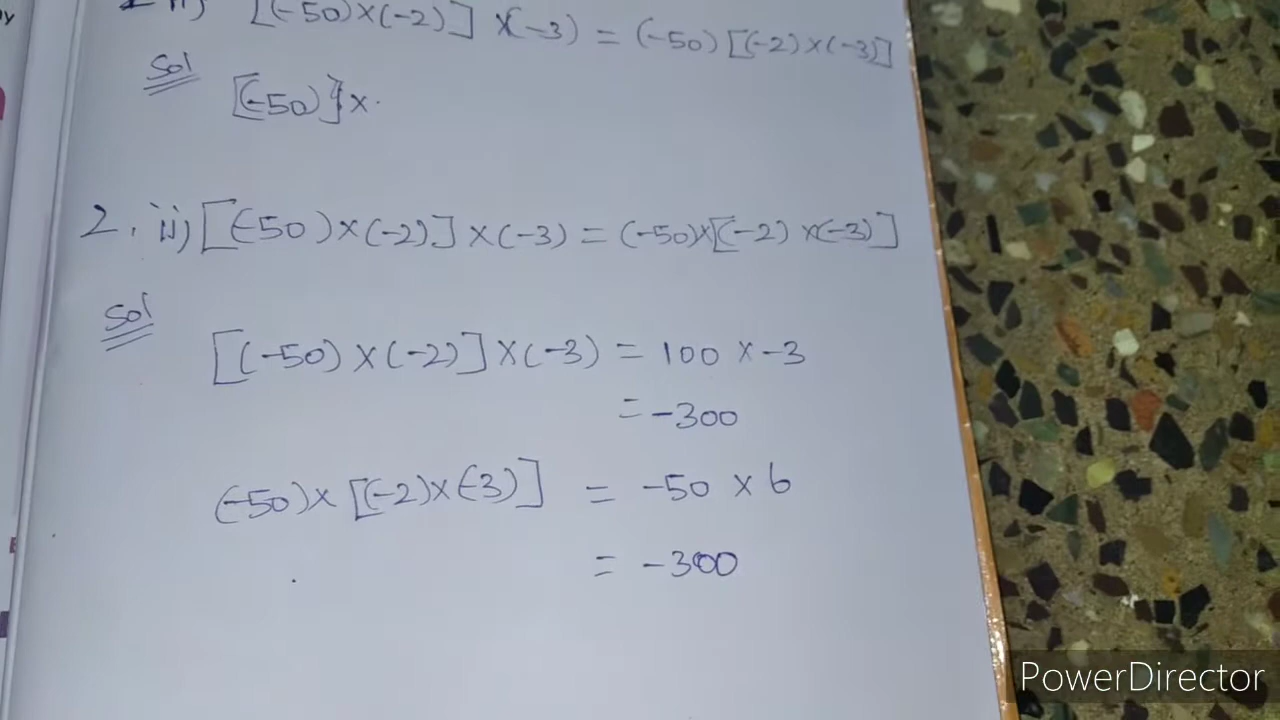 [(-50)×(-2)] ×(-3) = (-50) [(-2)×(-3)]
Sol
[(-50)]×
2. ii) [(-50)×(-2)]×(-3) = (-50)×[(-2)×(-3)]
Sol
[(-50)×(-2)]×(-3) = 100 × -3
= -300
(-50)×[(-2)×(-3)] = -50 × 6
= -300
PowerDirector